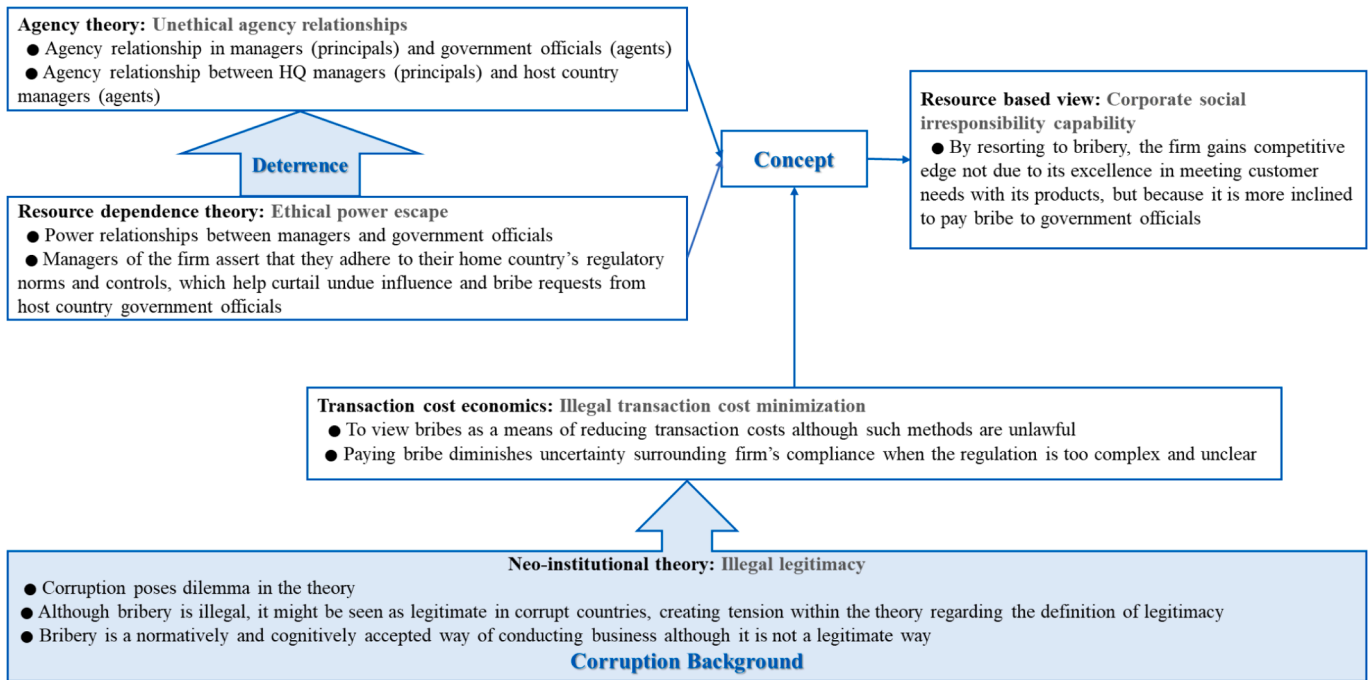 Agency theory: Unethical agency relationships
● Agency relationship in managers (principals) and government officials (agents)
● Agency relationship between HQ managers (principals) and host country
managers (agents)
Deterrence
Resource dependence theory: Ethical power escape
● Power relationships between managers and government officials
● Managers of the firm assert that they adhere to their home country's regulatory
norms and controls, which help curtail undue influence and bribe requests from
host country government officials
Concept
Resource based view: Corporate social
irresponsibility capability
● By resorting to bribery, the firm gains competitive
edge not due to its excellence in meeting customer
needs with its products, but because it is more inclined
to pay bribe to government officials
Transaction cost economics: Illegal transaction cost minimization
● To view bribes as a means of reducing transaction costs although such methods are unlawful
● Paying bribe diminishes uncertainty surrounding firm's compliance when the regulation is too complex and unclear
Neo-institutional theory: Illegal legitimacy
● Corruption poses dilemma in the theory
● Although bribery is illegal, it might be seen as legitimate in corrupt countries, creating tension within the theory regarding the definition of legitimacy
● Bribery is a normatively and cognitively accepted way of conducting business although it is not a legitimate way
Corruption Background